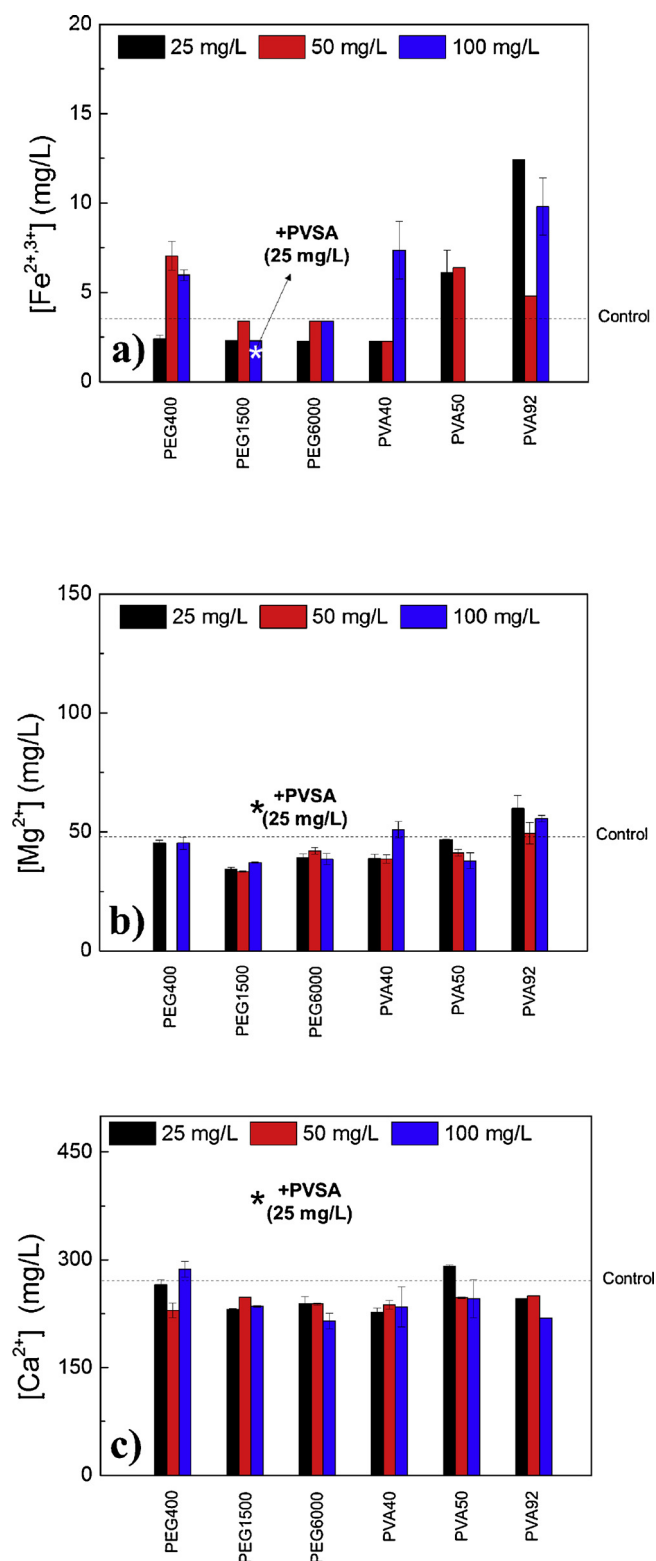 20
25 mg/L 50 mg/L 100 mg/L
15
[Fe2+,3+] (mg/L)
10
+PVSA
(25 mg/L)
5
Control
a)
*
0
PEG400
PEG1500
PEG6000
PVA40
PVA50
PVA92
150
25 mg/L 50 mg/L 100 mg/L
100
[Mg2+] (mg/L)
* +PVSA
(25 mg/L)
50
Control
b)
0
PEG400
PEG1500
PEG6000
PVA40
PVA50
PVA92
450
25 mg/L 50 mg/L 100 mg/L
* +PVSA
(25 mg/L)
300
Control
[Ca2+] (mg/L)
150
c)
0
PEG400
PEG1500
PEG6000
PVA40
PVA50
PVA92